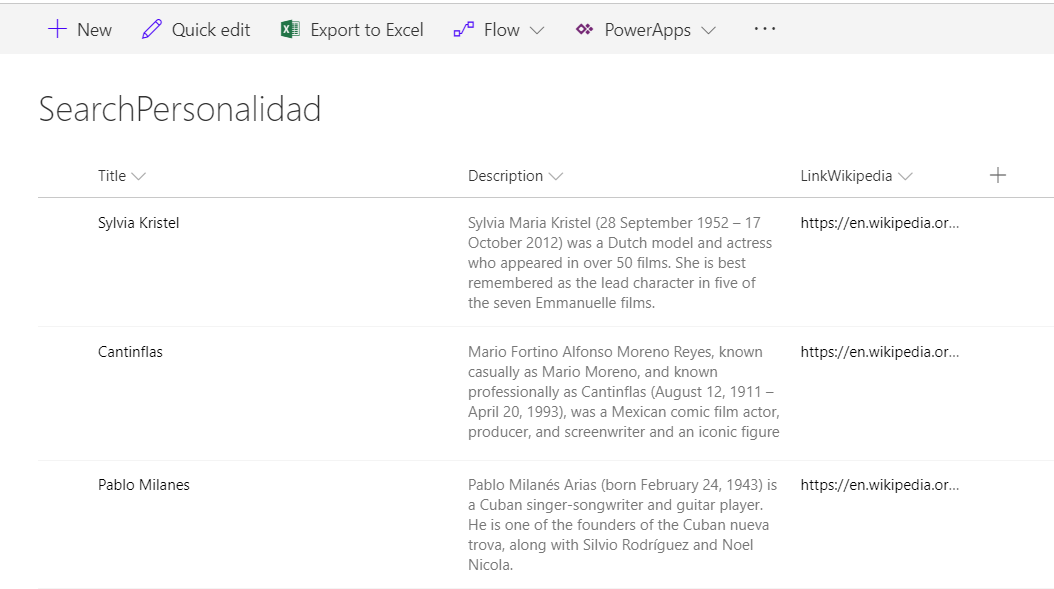 New Quick edit Export to Excel Flow PowerApps ...
SearchPersonalidad
Title Description LinkWikipedia
Sylvia Kristel
Sylvia Maria Kristel (28 September 1952 – 17
October 2012) was a Dutch model and actress
who appeared in over 50 films. She is best
remembered as the lead character in five of
the seven Emmanuelle films.
https://en.wikipedia.or...
Cantinflas
Mario Fortino Alfonso Moreno Reyes, known
casually as Mario Moreno, and known
professionally as Cantinflas (August 12, 1911 –
April 20, 1993), was a Mexican comic film actor,
producer, and screenwriter and an iconic figure
https://en.wikipedia.or...
Pablo Milanes
Pablo Milanés Arias (born February 24, 1943) is
a Cuban singer-songwriter and guitar player.
He is one of the founders of the Cuban nueva
trova, along with Silvio Rodríguez and Noel
Nicola.
https://en.wikipedia.or...